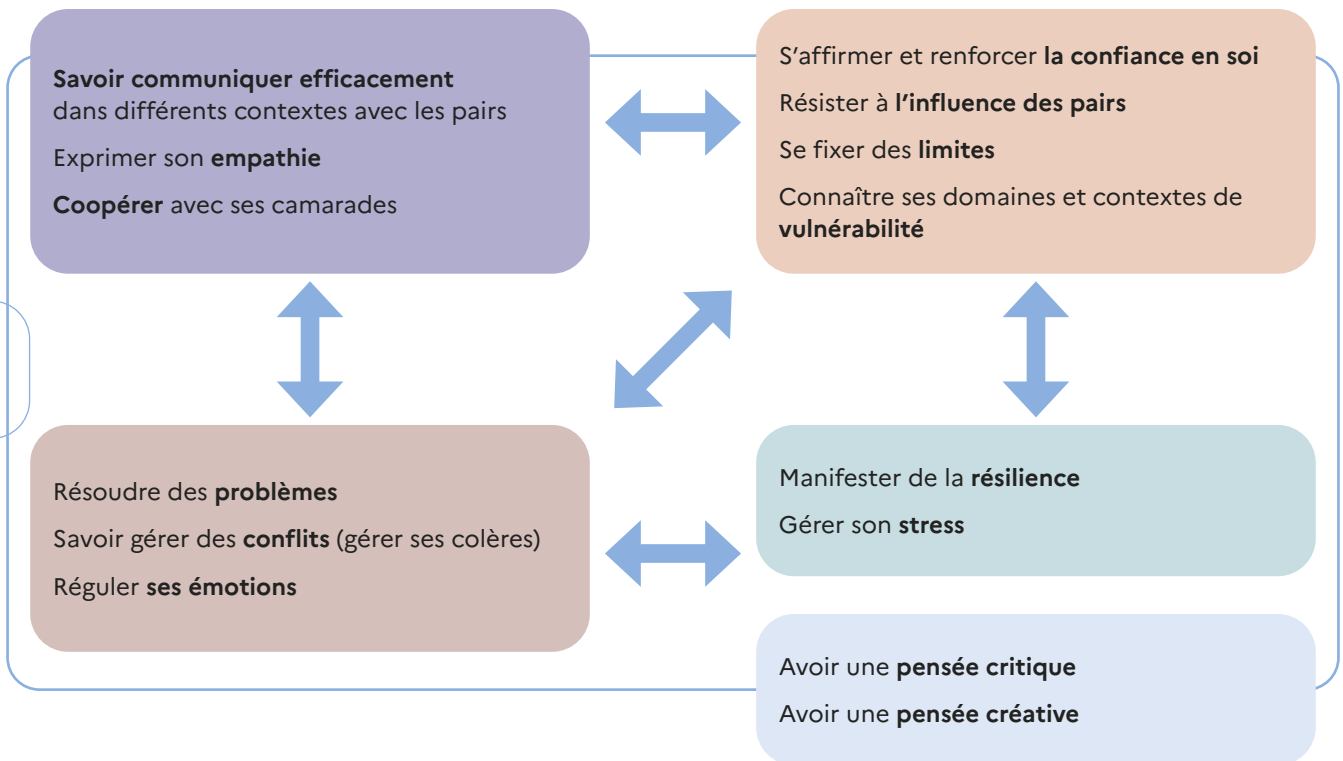 Savoir communiquer efficacement
dans différents contextes avec les pairs
Exprimer son empathie
Coopérer avec ses camarades
S’affirmer et renforcer la confiance en soi
Résister à l’influence des pairs
Se fixer des limites
Connaître ses domaines et contextes de
vulnérabilité
Résoudre des problèmes
Savoir gérer des conflits (gérer ses colères)
Réguler ses émotions
Manifester de la résilience
Gérer son stress
Avoir une pensée critique
Avoir une pensée créative